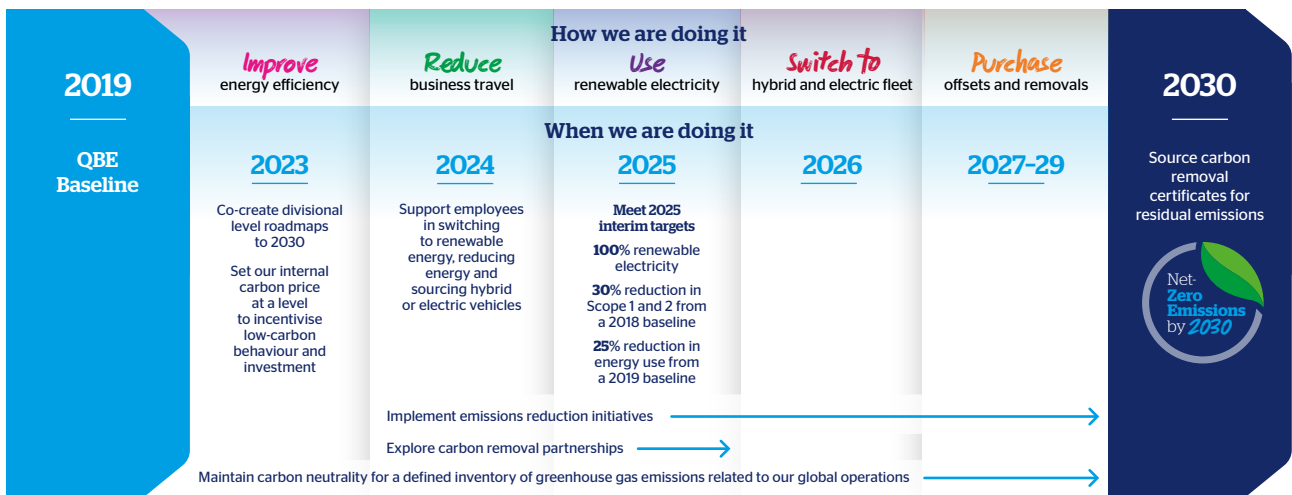 2019
QBE
Baseline
How we are doing it
Improve
energy efficiency
Reduce
business travel
Use
renewable electricity
Switch to
hybrid and electric fleet
Purchase
offsets and removals
When we are doing it
2023
Co-create divisional
level roadmaps
to 2030
Set our internal
carbon price
at a level
to incentivise
low-carbon
behaviour and
investment
2024
Support employees
in switching
to renewable
energy, reducing
energy and
sourcing hybrid
or electric vehicles
2025
Meet 2025
interim targets
100% renewable
electricity
30% reduction in
Scope 1 and 2 from
a 2018 baseline
25% reduction in
energy use from
a 2019 baseline
2026
2027–29
Implement emissions reduction initiatives
Explore carbon removal partnerships
Maintain carbon neutrality for a defined inventory of greenhouse gas emissions related to our global operations
2030
Source carbon
removal
certificates for
residual emissions
Net-
Zero
Emissions
by 2030